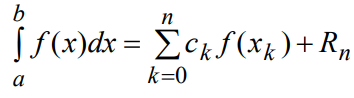 ∫_a^b f(x)dx = ∑_{k=0}^n c_k f(x_k) + R_n